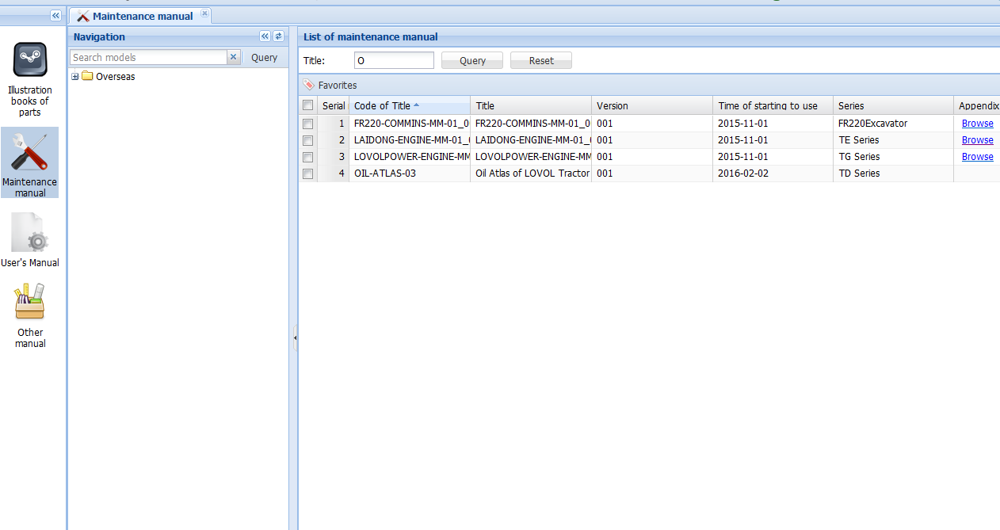 Maintenance manual
Navigation
Search models
Query
Overseas
Illustration
books of
parts
Maintenance
manual
User's Manual
Other
manual
List of maintenance manual
Title: O Query Reset
Favorites
Serial Code of Title Title Version Time of starting to use Series Appendix
1 FR220-COMMINS-MM-01_0 FR220-COMMINS-MM-01_0 001 2015-11-01 FR220Excavator Browse
2 LAIDONG-ENGINE-MM-01_ LAIDONG-ENGINE-MM-01_ 001 2015-11-01 TE Series Browse
3 LOVOLPOWER-ENGINE-MM LOVOLPOWER-ENGINE-MM 001 2015-11-01 TG Series Browse
4 OIL-ATLAS-03 Oil Atlas of LOVOL Tractor 001 2016-02-02 TD Series